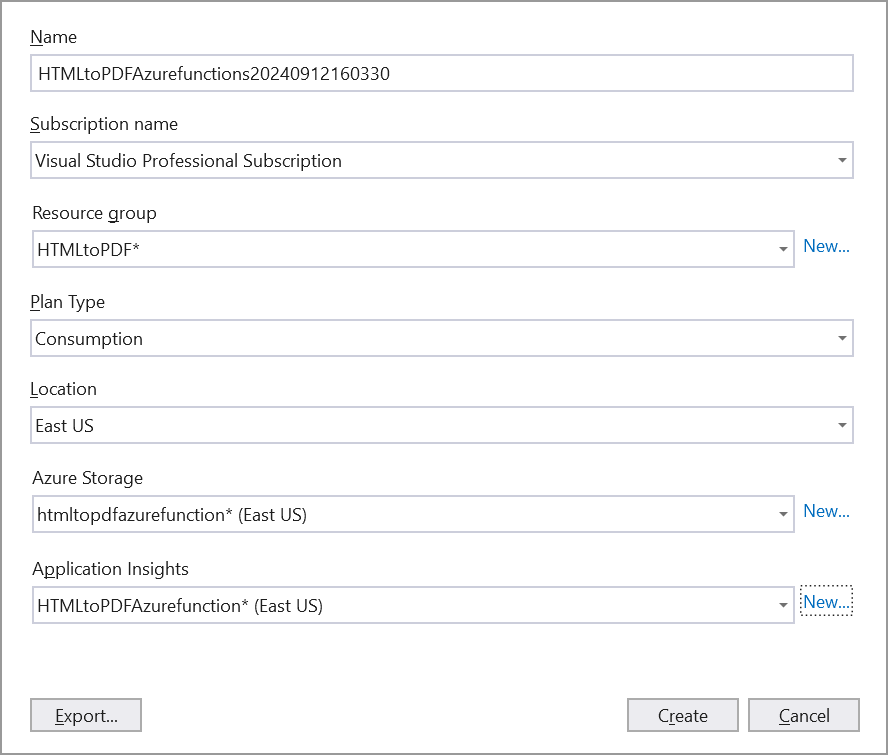 Name
HTMLtoPDFAzurefunctions20240912160330
Subscription name
Visual Studio Professional Subscription
Resource group
HTMLtoPDF*
New...
Plan Type
Consumption
Location
East US
Azure Storage
htmltopdfazurefunction* (East US)
New...
Application Insights
HTMLtoPDFAzurefunction* (East US)
New...
Export...
Create
Cancel